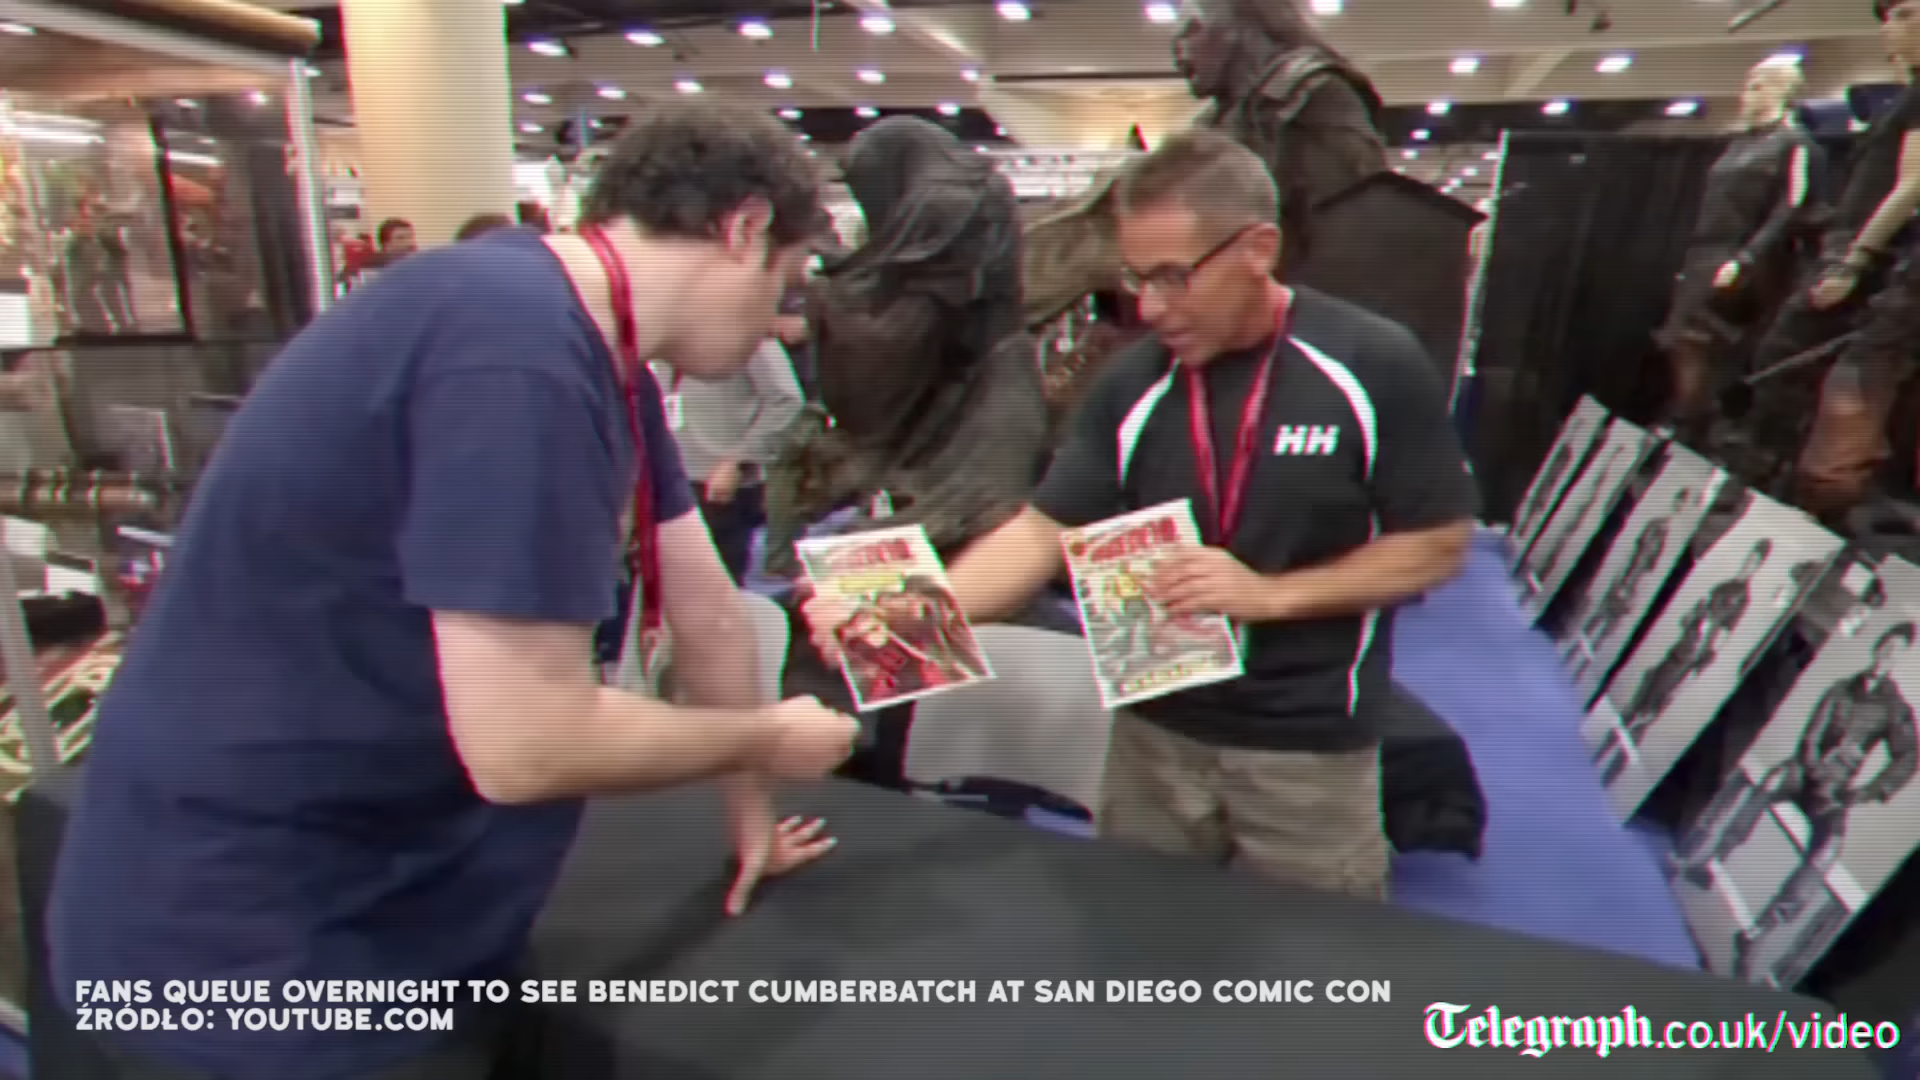 HH
FANS QUEUE OVERNIGHT TO SEE BENEDICT CUMBERBATCH AT SAN DIEGO COMIC CON
ŹRÓDŁO: YOUTUBE.COM
Telegraph.co.uk/video